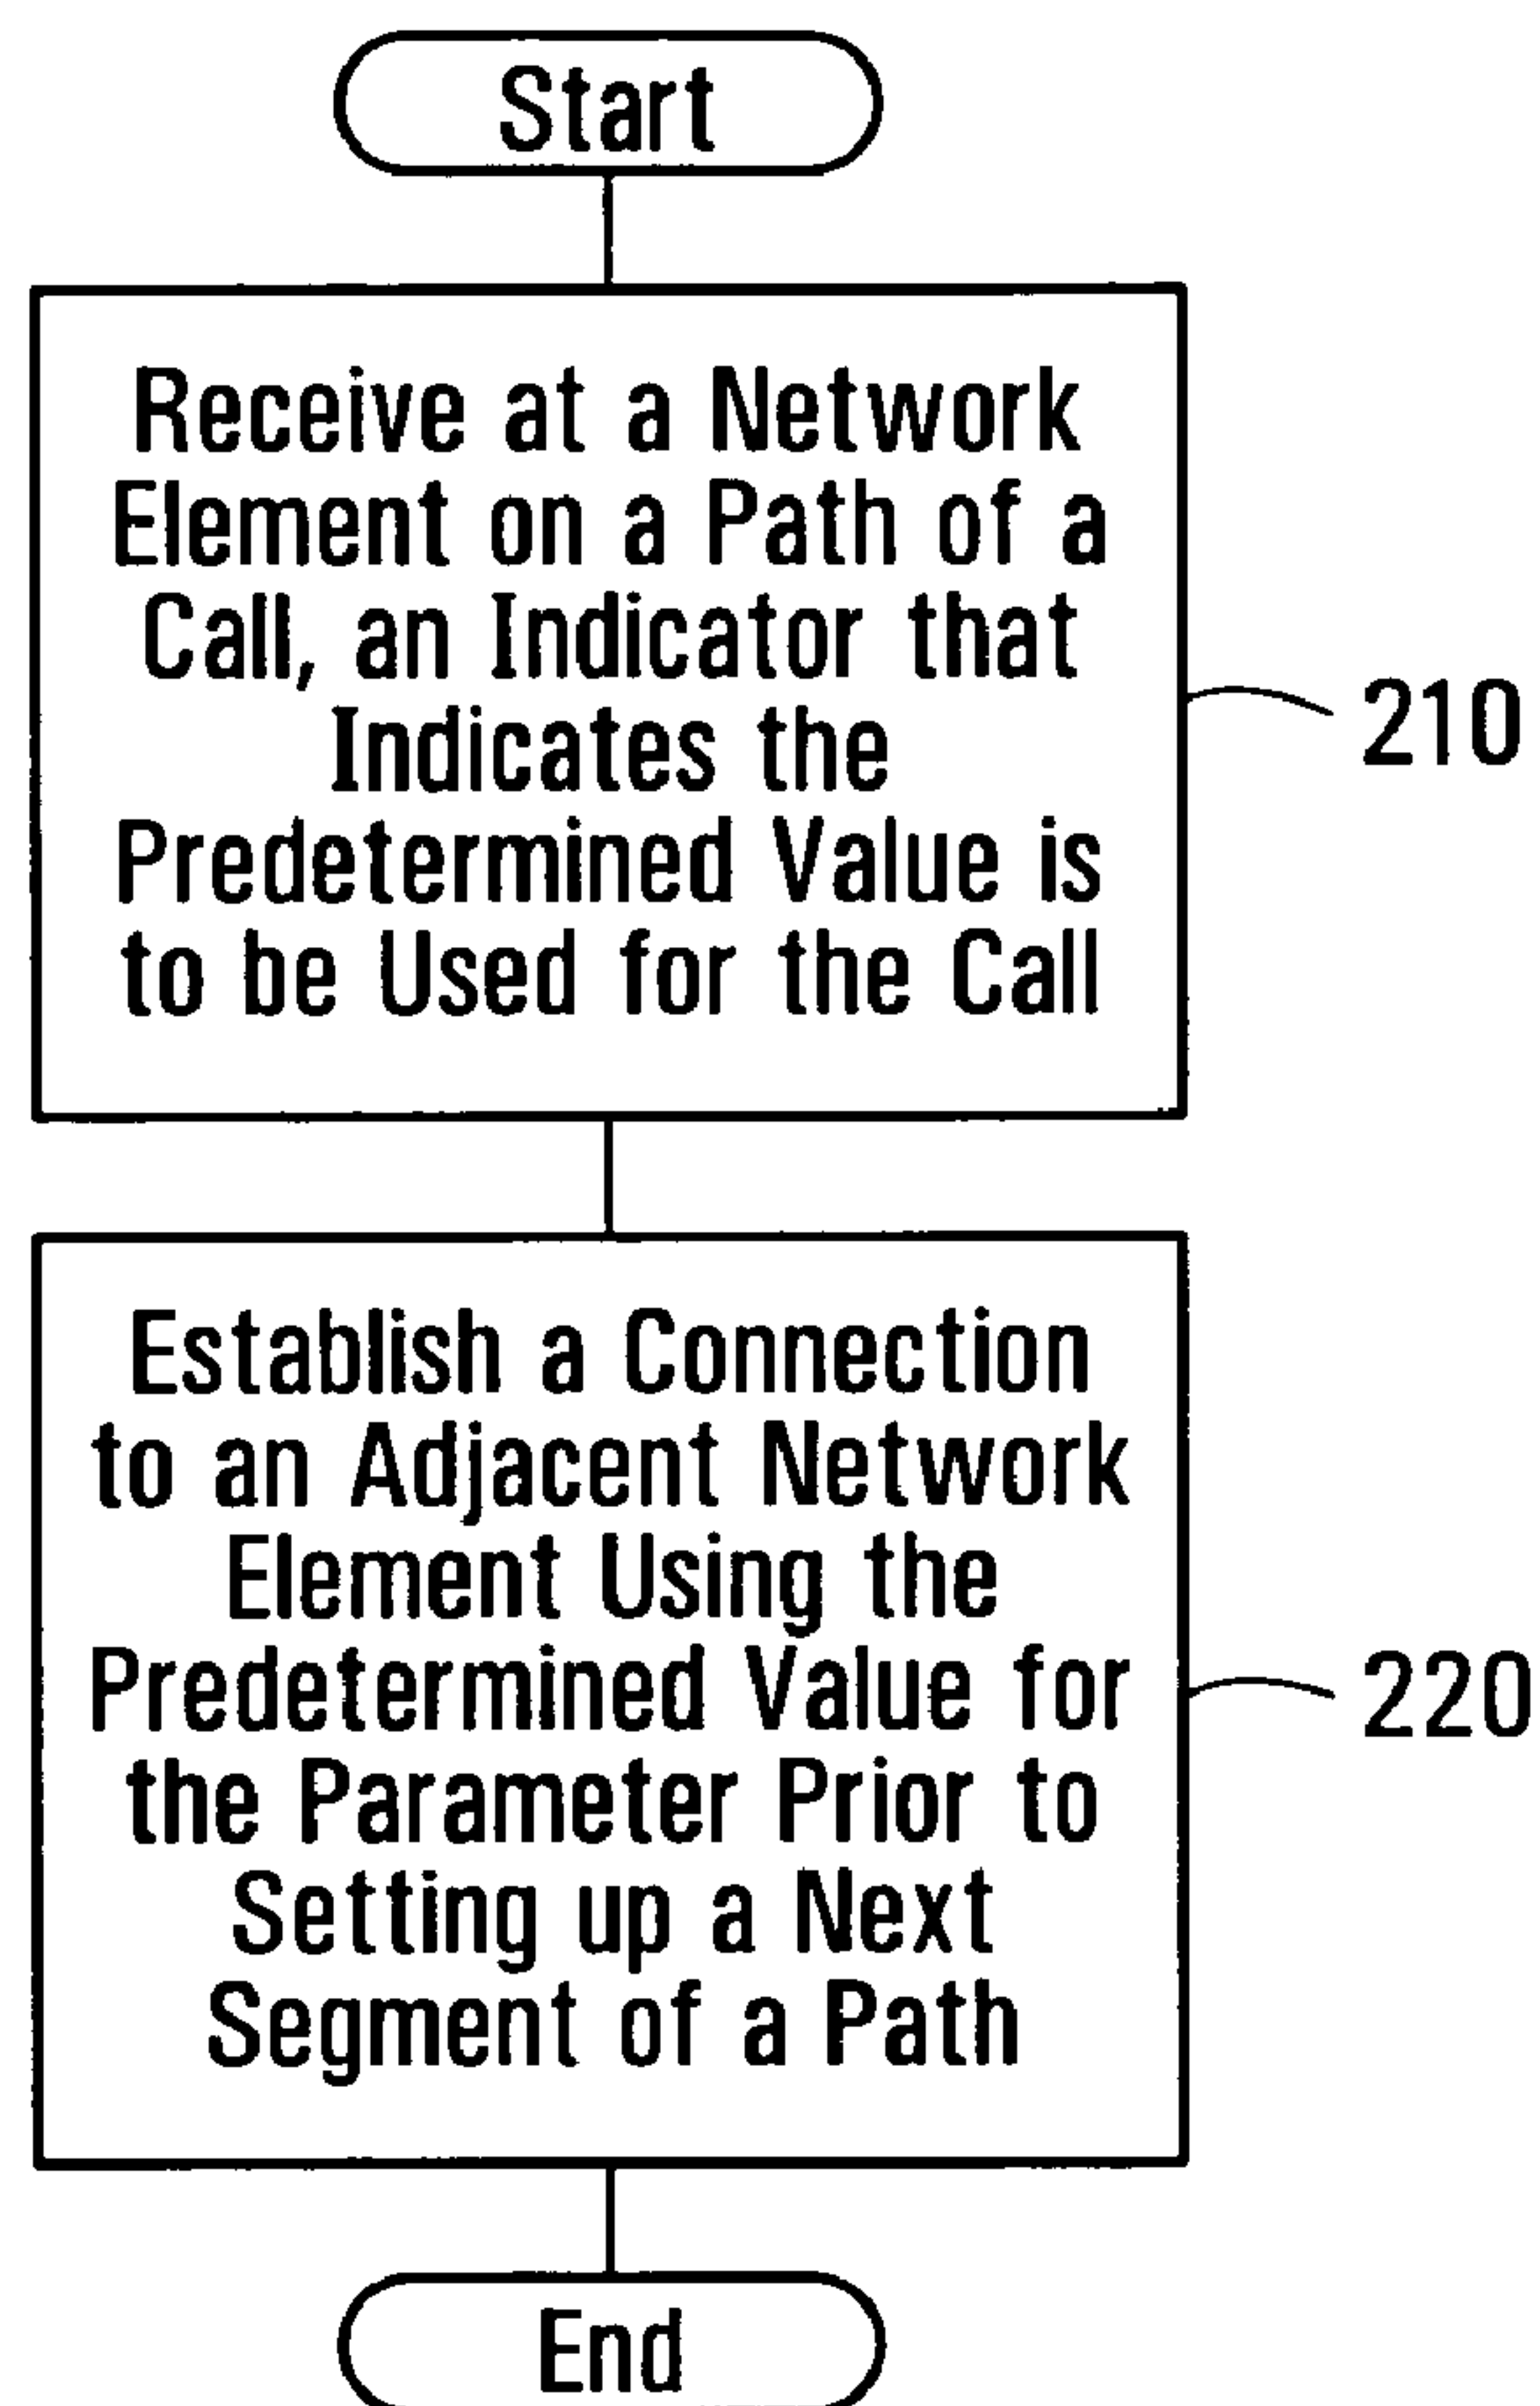 Start
Receive at a Network
Element on a Path of a
Call, an Indicator that
Indicates the
Predetermined Value is
to be Used for the Call
210
Establish a Connection
to an Adjacent Network
Element Using the
Predetermined Value for
the Parameter Prior to
Setting up a Next
Segment of a Path
220
End